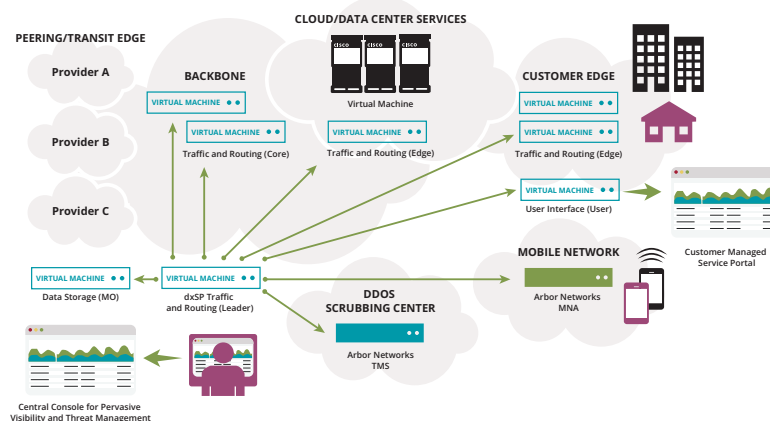 CLOUD/DATA CENTER SERVICES
PEERING/TRANSIT EDGE
Provider A
Provider B
Provider C
BACKBONE
VIRTUAL MACHINE
VIRTUAL MACHINE
Traffic and Routing (Core)
CISCO
CISCO
CISCO
Virtual Machine
VIRTUAL MACHINE
Traffic and Routing (Edge)
CUSTOMER EDGE
VIRTUAL MACHINE
VIRTUAL MACHINE
Traffic and Routing (Edge)
VIRTUAL MACHINE
User Interface (User)
Customer Managed
Service Portal
VIRTUAL MACHINE
Data Storage (MO)
VIRTUAL MACHINE
dxSP Traffic
and Routing (Leader)
DDOS
SCRUBBING CENTER
Arbor Networks
TMS
MOBILE NETWORK
Arbor Networks
MNA
Central Console for Pervasive
Visibility and Threat Management